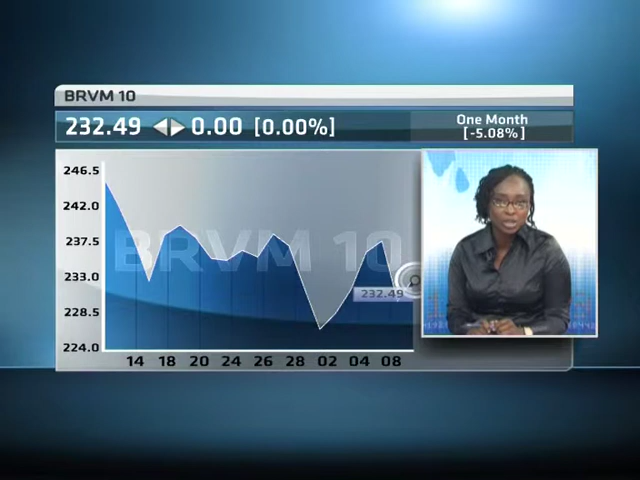 BRVM 10
232.49 0.00 [0.00%]
One Month
[-5.08%]
246.5
242.0
237.5
233.0
228.5
224.0
BRVM 10
232.49
14 18 20 24 26 28 02 04 08